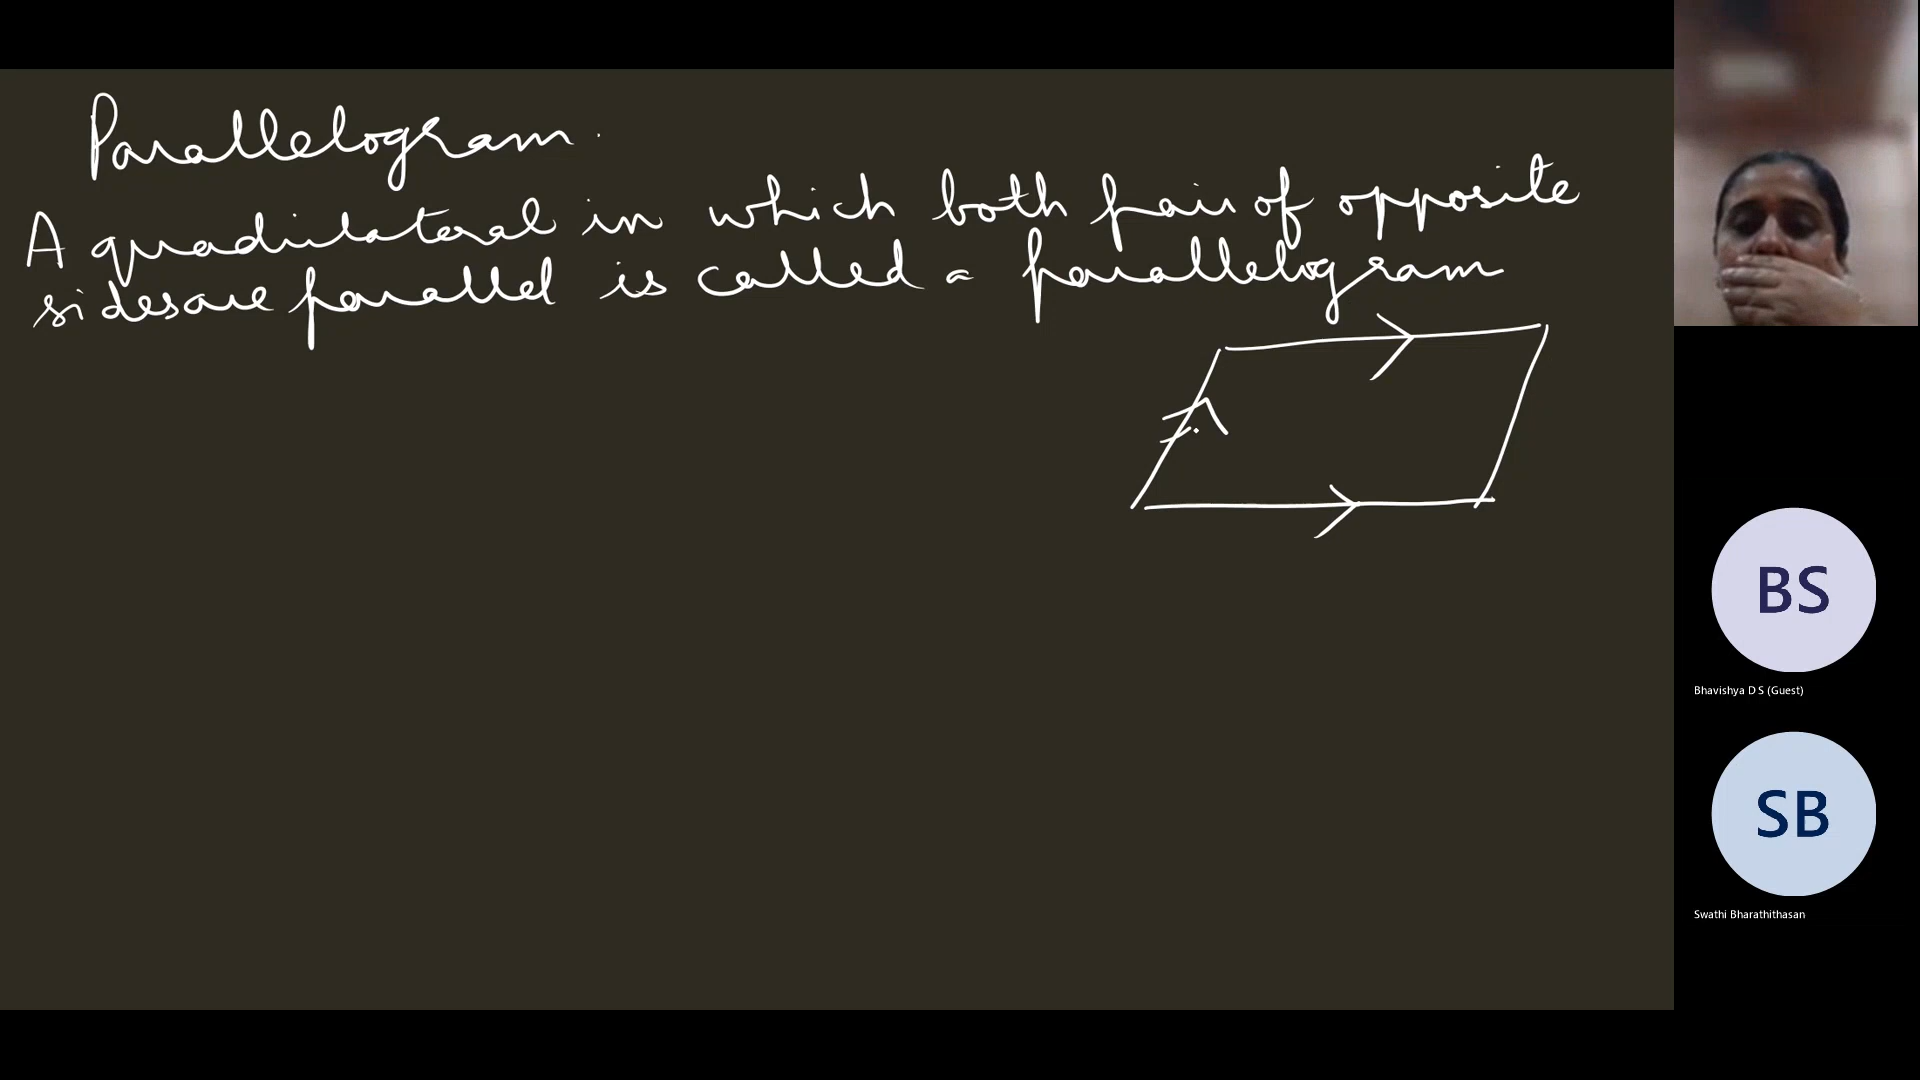 Parallelogram.
A quadrilateral in which both pair of opposite
sides are parallel is called a parallelogram
BS
Bhavishya D S (Guest)
SB
Swathi Bharathithasan